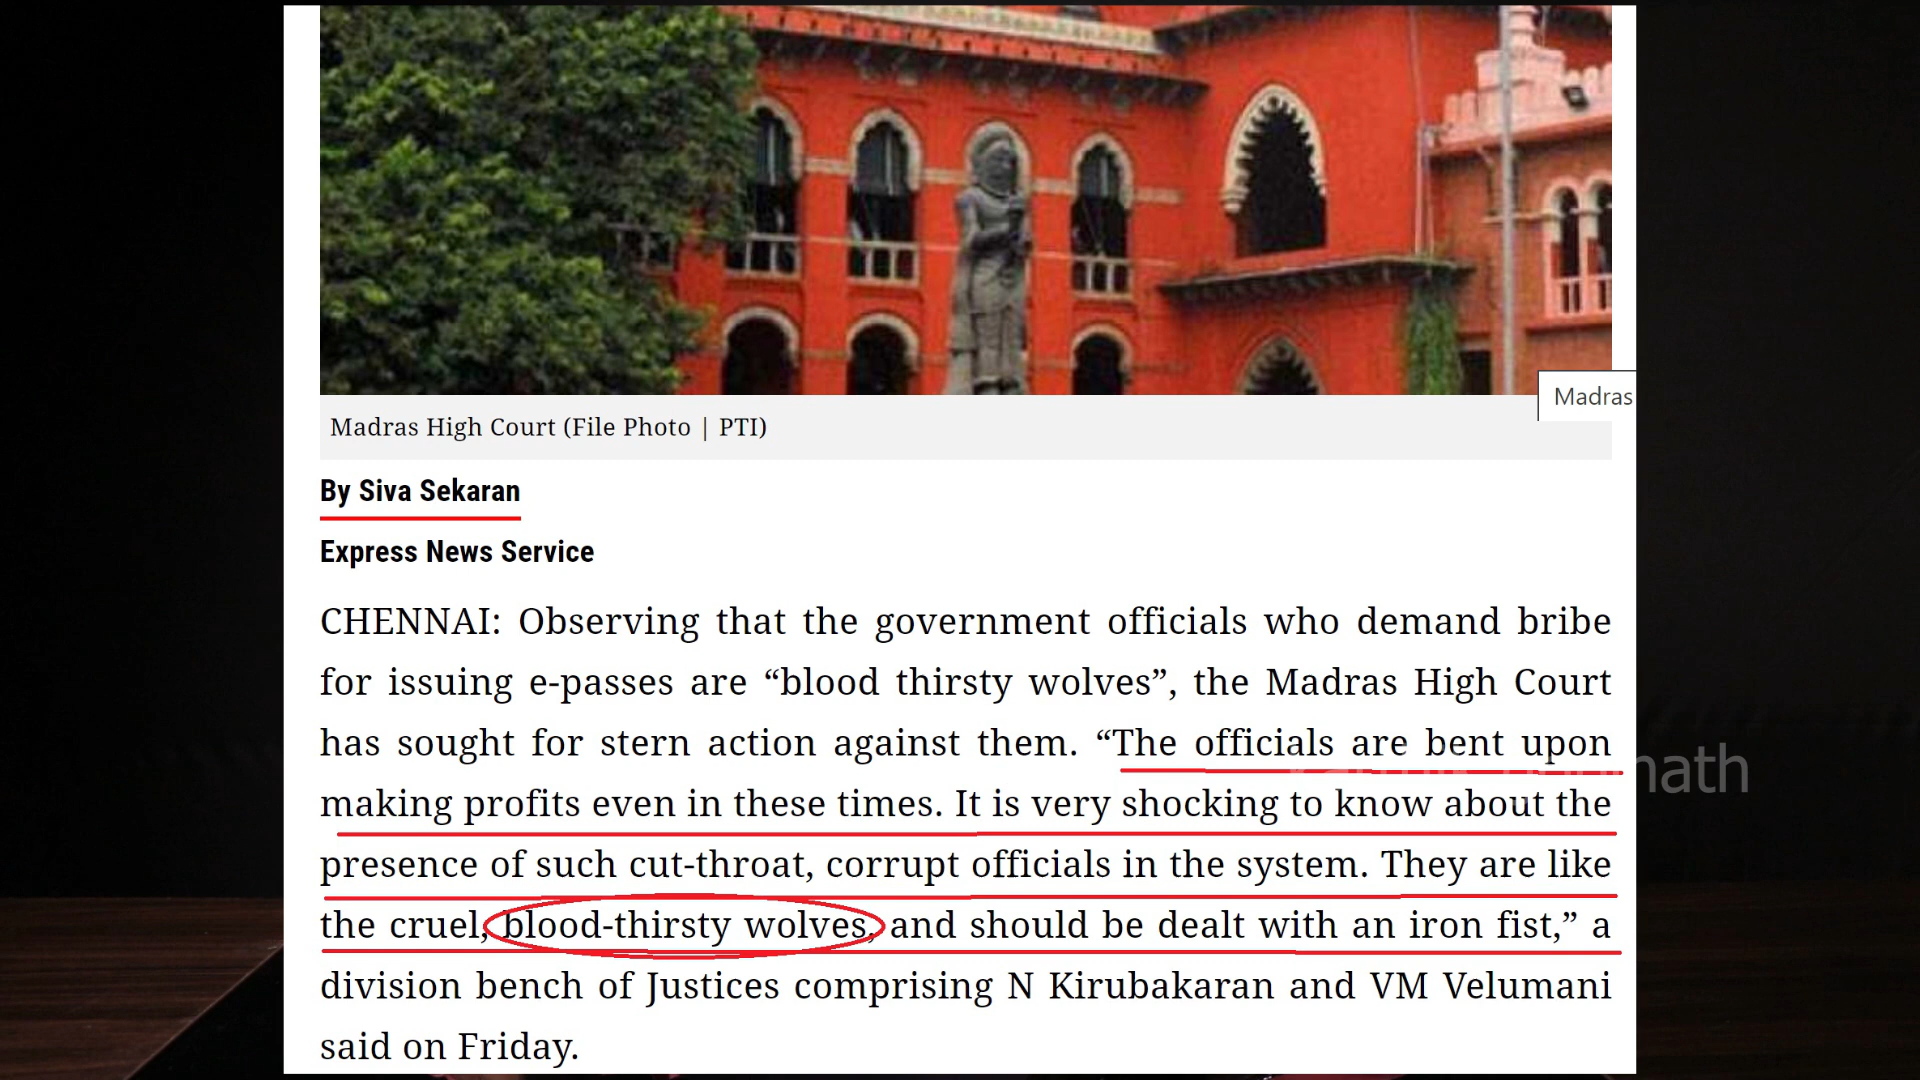 Madras High Court (File Photo | PTI)
Madras
By Siva Sekaran
Express News Service
CHENNAI: Observing that the government officials who demand bribe
for issuing e-passes are “blood thirsty wolves”, the Madras High Court
has sought for stern action against them. “The officials are bent upon
making profits even in these times. It is very shocking to know about the
presence of such cut-throat, corrupt officials in the system. They are like
the cruel, blood-thirsty wolves, and should be dealt with an iron fist,” a
division bench of Justices comprising N Kirubakaran and VM Velumani
said on Friday.